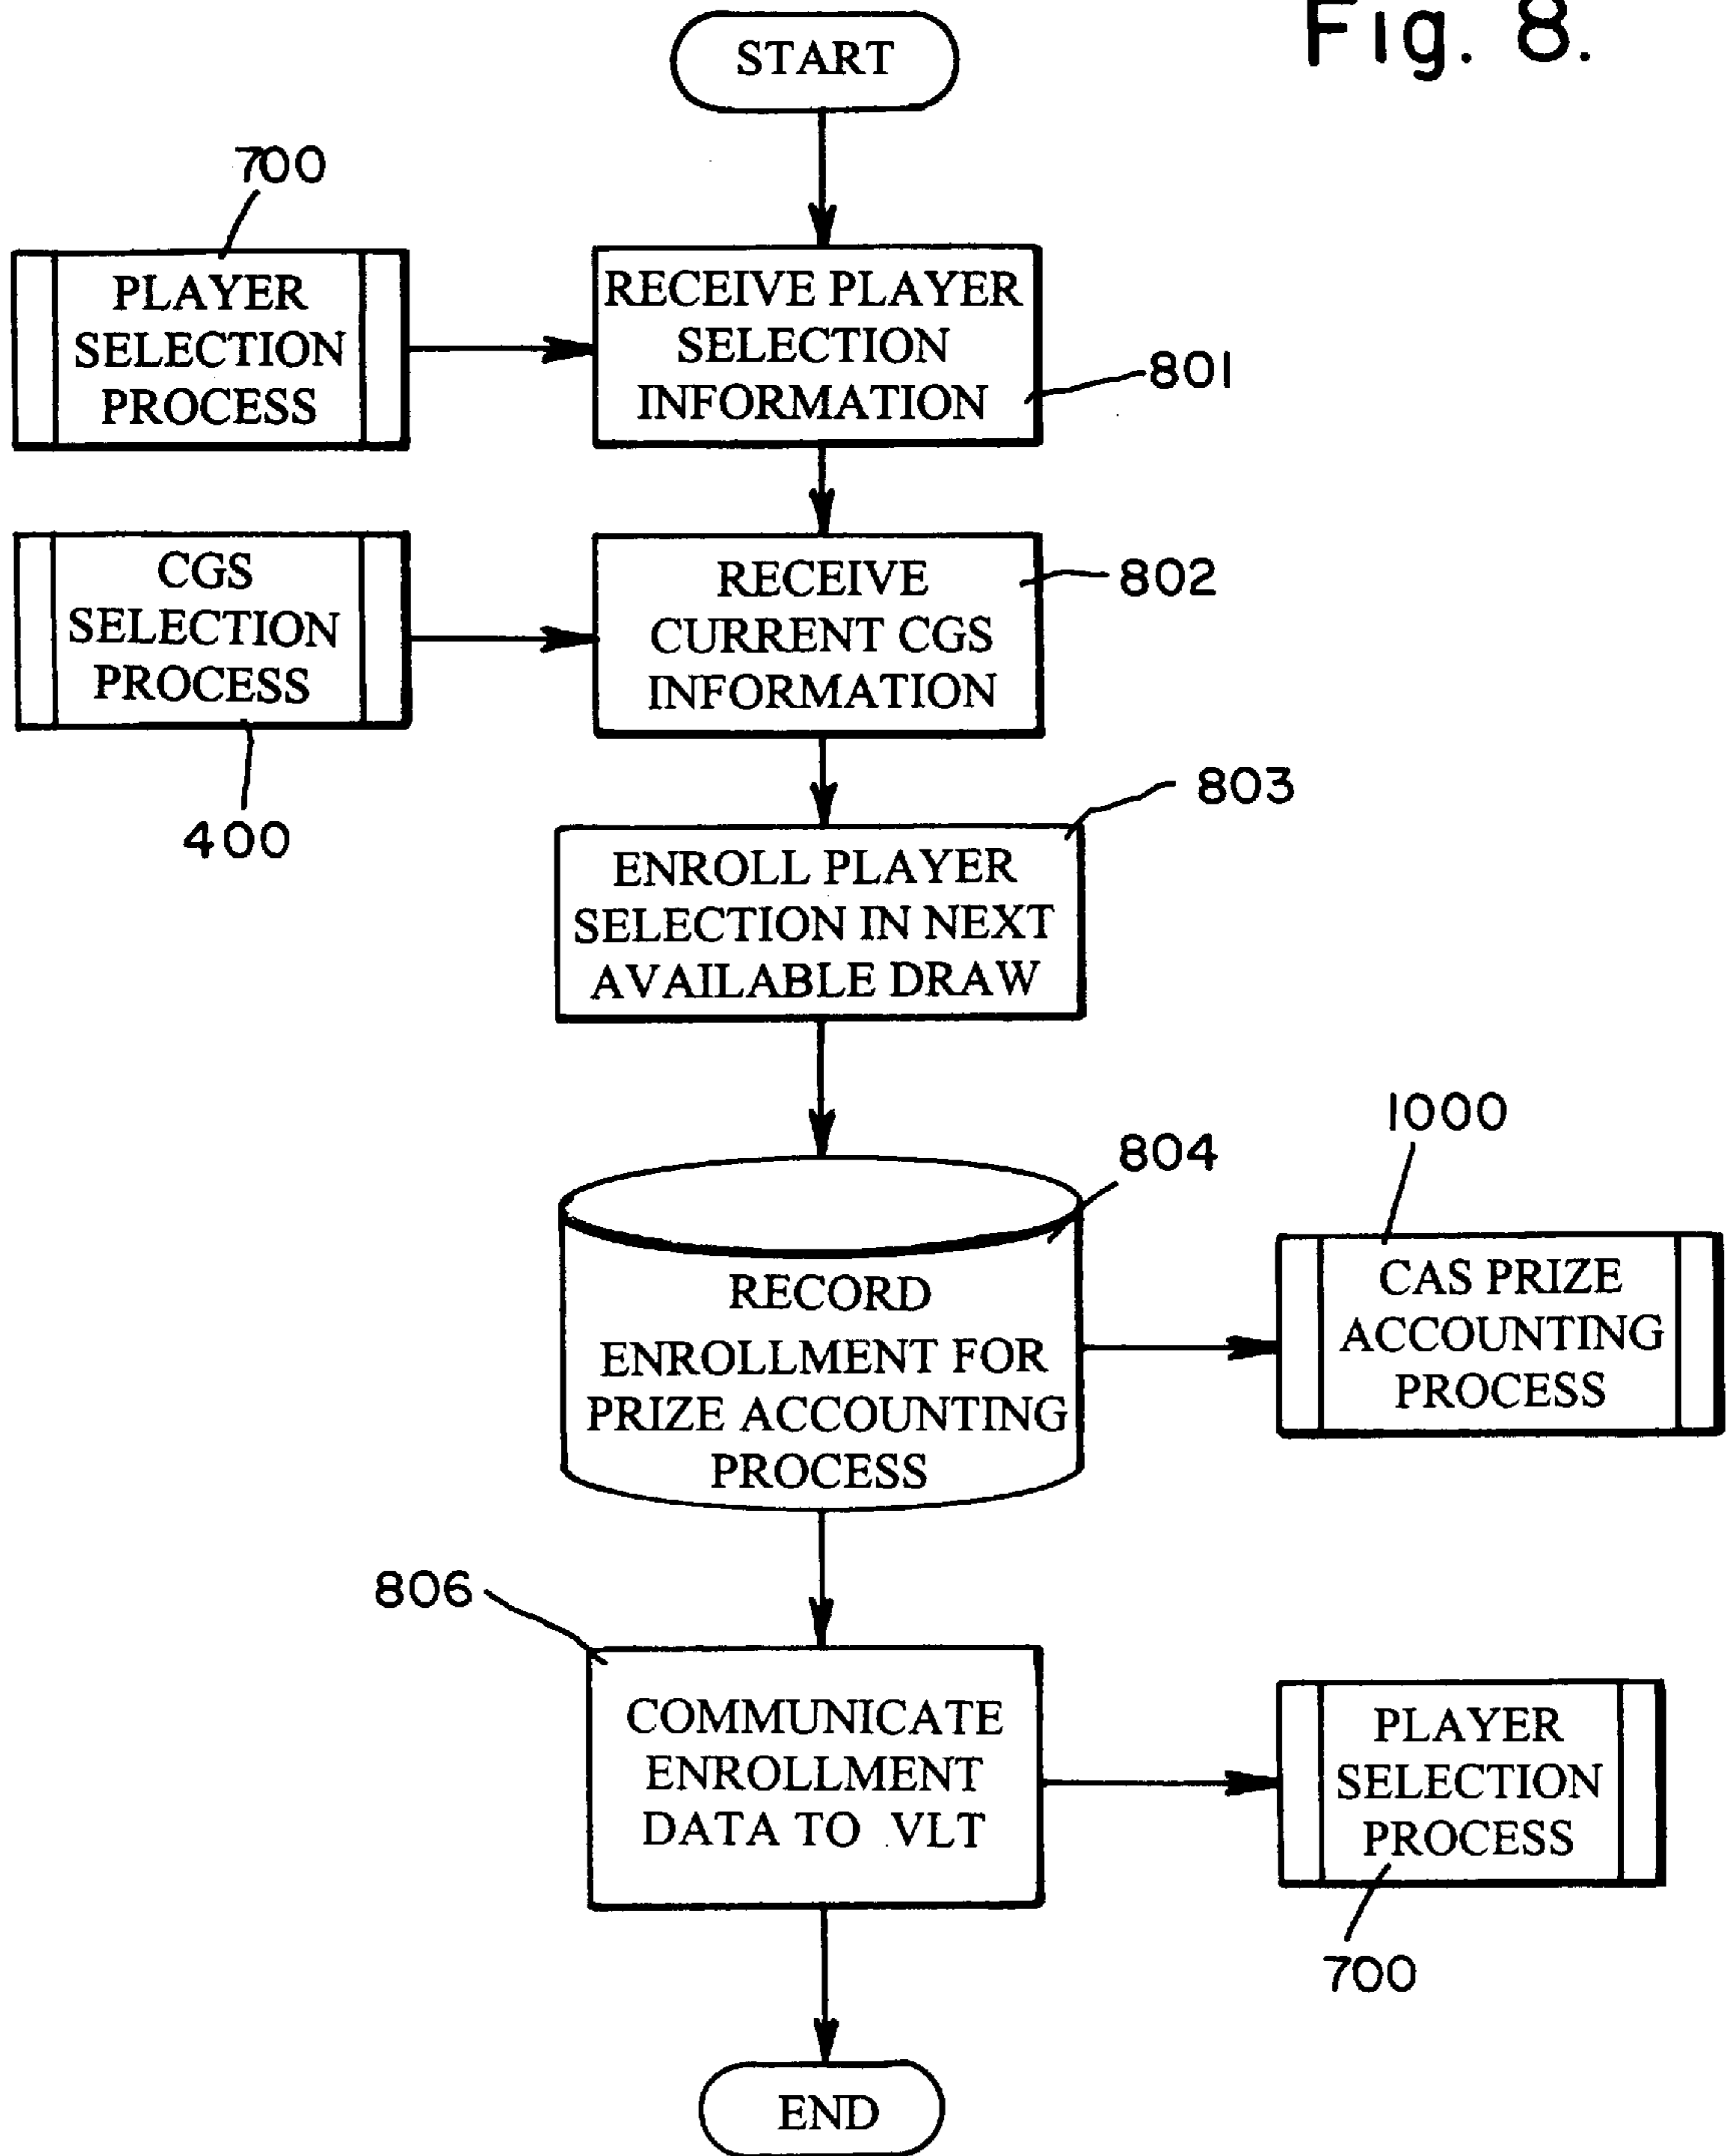 Fig. 8.
START
700
PLAYER
SELECTION
PROCESS
RECEIVE PLAYER
SELECTION
INFORMATION
801
CGS
SELECTION
PROCESS
400
RECEIVE
CURRENT CGS
INFORMATION
802
803
ENROLL PLAYER
SELECTION IN NEXT
AVAILABLE DRAW
804
RECORD
ENROLLMENT FOR
PRIZE ACCOUNTING
PROCESS
1000
CAS PRIZE
ACCOUNTING
PROCESS
806
COMMUNICATE
ENROLLMENT
DATA TO VLT
PLAYER
SELECTION
PROCESS
700
END